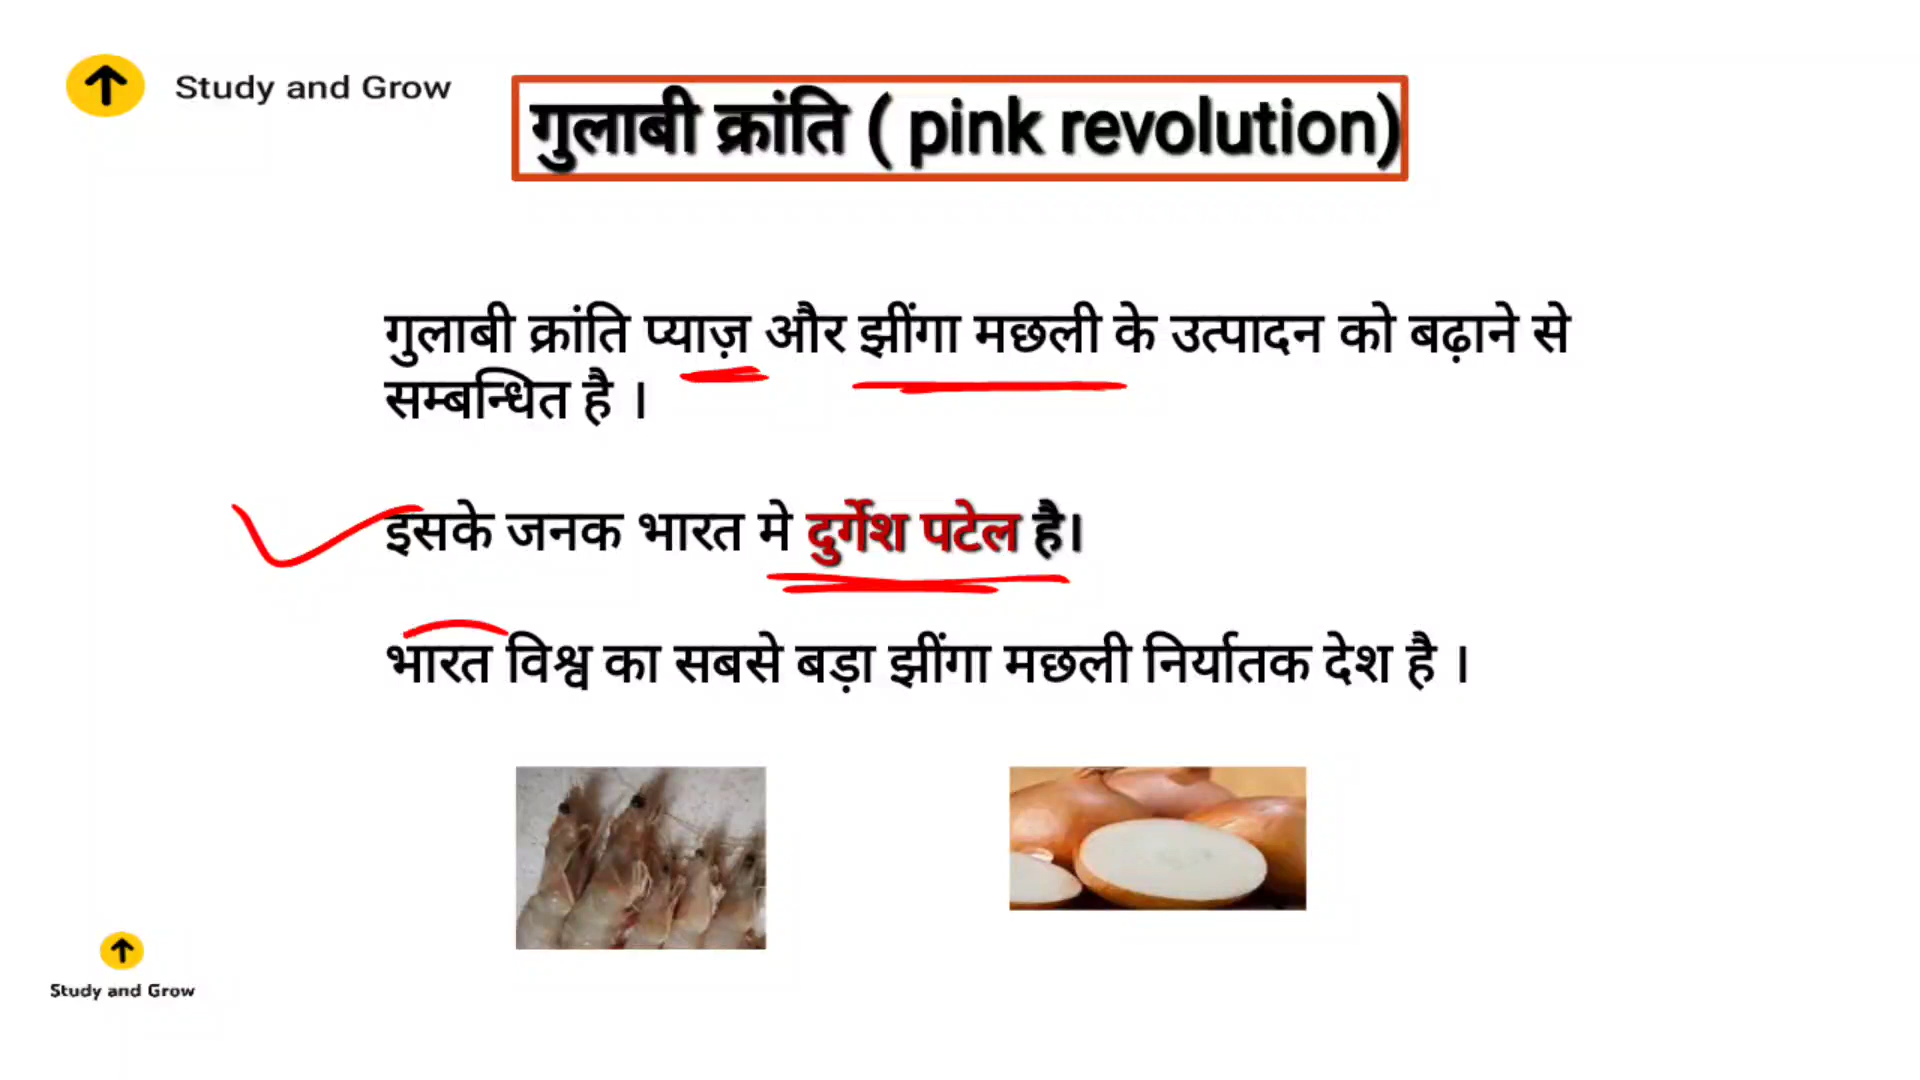 Study and Grow
गुलाबी क्रांति ( pink revolution)
गुलाबी क्रांति प्याज़ और झींगा मछली के उत्पादन को बढ़ाने से
सम्बन्धित है ।
इसके जनक भारत मे दुर्गेश पटेल है।
भारत विश्व का सबसे बड़ा झींगा मछली निर्यातक देश है ।
Study and Grow